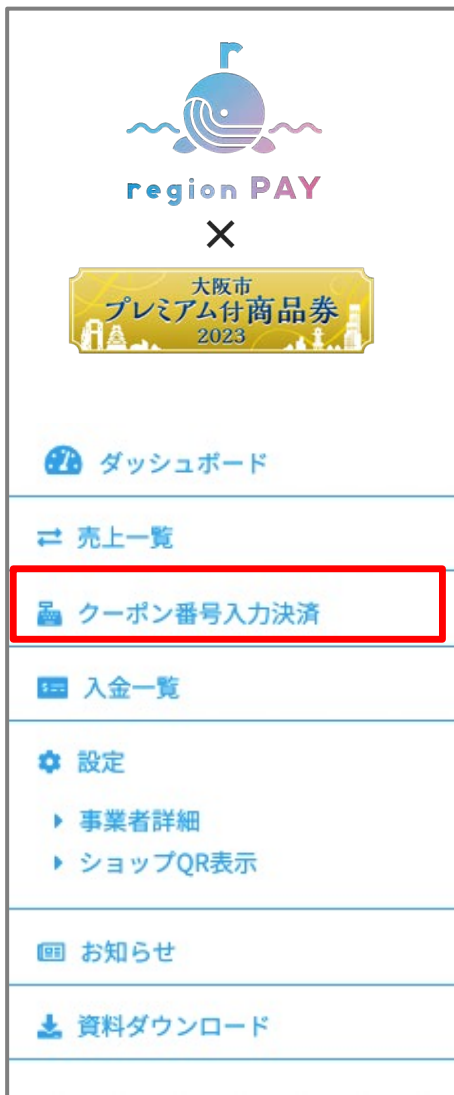 r
region PAY
×
大阪市
プレミアム付商品券
2023
ダッシュボード
売上一覧
クーポン番号入力決済
入金一覧
設定
事業者詳細
ショップQR表示
お知らせ
資料ダウンロード